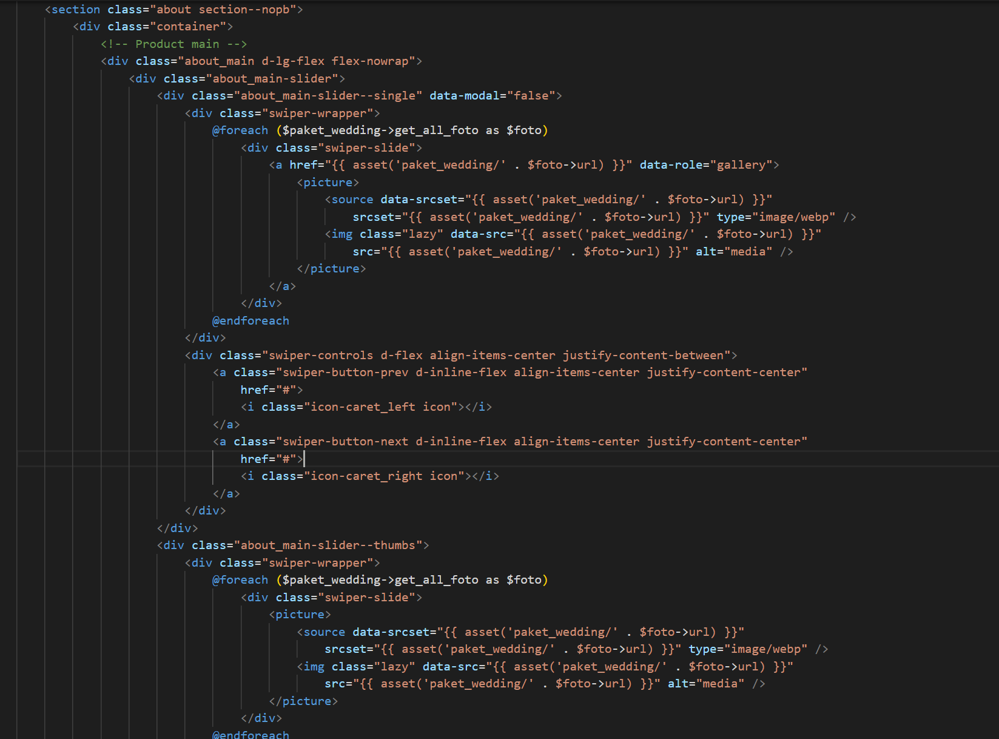 <section class="about section--nopb">
<div class="container">
<!-- Product main -->
<div class="about_main d-lg-flex flex-nowrap">
<div class="about_main-slider">
<div class="about_main-slider--single" data-modal="false">
<div class="swiper-wrapper">
@foreach ($paket_wedding->get_all_foto as $foto)
<div class="swiper-slide">
<a href="{{ asset('paket_wedding/' . $foto->url) }}" data-role="gallery">
<picture>
<source data-srcset="{{ asset('paket_wedding/' . $foto->url) }}"
srcset="{{ asset('paket_wedding/' . $foto->url) }}" type="image/webp" />
<img class="lazy" data-src="{{ asset('paket_wedding/' . $foto->url) }}"
src="{{ asset('paket_wedding/' . $foto->url) }}" alt="media" />
</picture>
</a>
</div>
@endforeach
</div>
<div class="swiper-controls d-flex align-items-center justify-content-between">
<a class="swiper-button-prev d-inline-flex align-items-center justify-content-center"
href="#">
<i class="icon-caret_left icon"></i>
</a>
<a class="swiper-button-next d-inline-flex align-items-center justify-content-center"
href="#">
<i class="icon-caret_right icon"></i>
</a>
</div>
</div>
<div class="about_main-slider--thumbs">
<div class="swiper-wrapper">
@foreach ($paket_wedding->get_all_foto as $foto)
<div class="swiper-slide">
<picture>
<source data-srcset="{{ asset('paket_wedding/' . $foto->url) }}"
srcset="{{ asset('paket_wedding/' . $foto->url) }}" type="image/webp" />
<img class="lazy" data-src="{{ asset('paket_wedding/' . $foto->url) }}"
src="{{ asset('paket_wedding/' . $foto->url) }}" alt="media" />
</picture>
</div>
@endforeach